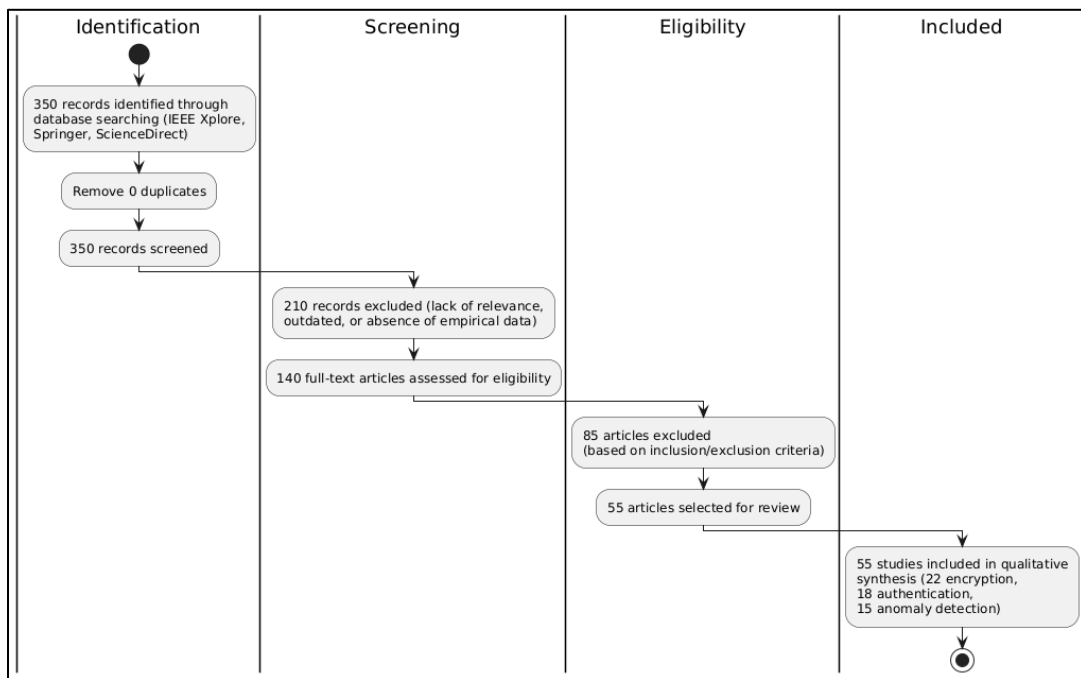 Identification
Screening
Eligibility
Included
350 records identified through
database searching (IEEE Xplore,
Springer, ScienceDirect)
Remove 0 duplicates
350 records screened
210 records excluded (lack of relevance,
outdated, or absence of empirical data)
140 full-text articles assessed for eligibility
85 articles excluded
(based on inclusion/exclusion criteria)
55 articles selected for review
55 studies included in qualitative
synthesis (22 encryption,
18 authentication,
15 anomaly detection)